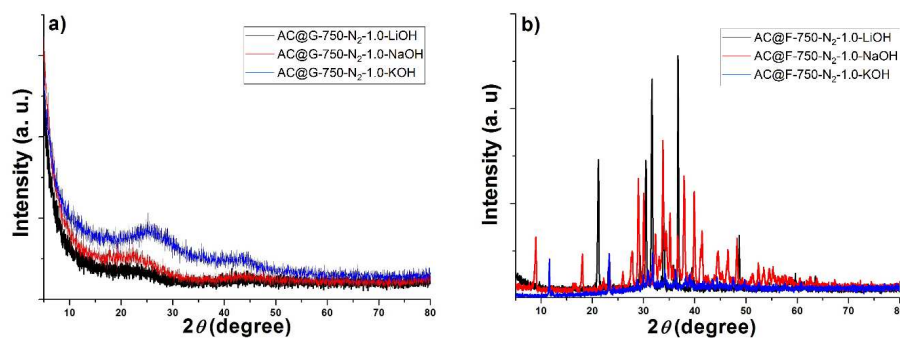 a)
AC@G-750-N₂-1.0-LiOH
AC@G-750-N₂-1.0-NaOH
AC@G-750-N₂-1.0-KOH
Intensity (a. u.)
10 20 30 40 50 60 70 80
2θ (degree)
b)
AC@F-750-N₂-1.0-LiOH
AC@F-750-N₂-1.0-NaOH
AC@F-750-N₂-1.0-KOH
Intensity (a. u)
10 20 30 40 50 60 70 80
2θ (degree)